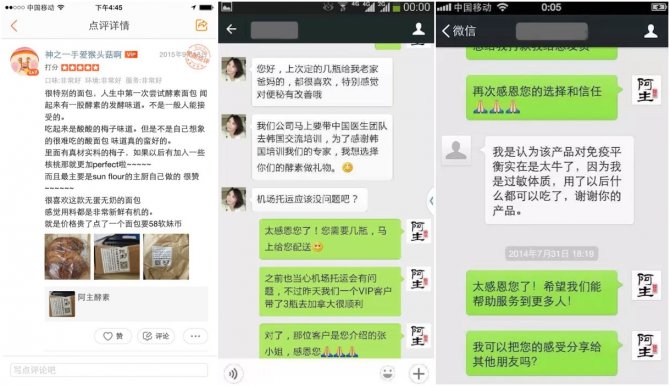 中国移动
下午4:45
点评详情
神之一手爱猴头菇啊 VIP
2015年9
打分
口味:非常好 环境:非常好 服务:非常好
很特别的面包，人生中第一次尝试酵素面包 闻
起来有一股酵素的发酵味道。不是一般人能接
受的。
吃起来是酸酸的梅子味道。但是不是自己想象
的很难吃的酸面包 味道真的蛮好的。
里面有真材实料的梅子，如果以后有加入一些
核桃那就更加perfect啦~~~~~
而且最主要是sun flour的主厨自己做的 很赞
~~~~~~
很喜欢这款无蛋无奶的面包
感觉用料都是非常新鲜有机的。
就是价格贵了点了一个面包要58软妹币
阿主酵素
赞
评论
写点评论吧
00:00
您好，上次定的几瓶给我老家
爸妈的，都很喜欢，特别感觉
对便秘有改善哦
我们公司马上要带中国医生团队
去韩国交流培训，为了感谢韩
国培训我们的专家，我想选择
你们的酵素做礼物。
机场托运应该没问题吧？
太感恩您了！您需要几瓶，马
上给您配送
之前也当心机场托运会有问
题，不过昨天我们一个VIP客户
带了3瓶去加拿大很顺利
对了，那位客户是您介绍的张
小姐，感恩您
阿主
阿主
阿主
中国移动
0:05
微信
再次感恩您的选择和信任
阿主
我是认为该产品对免疫平
衡实在是太牛了，因为我
是过敏体质，用了以后什
么都可以吃了，谢谢你的
产品。
2014年7月31日 18:19
太感恩您了！希望我们能
帮助服务到更多人！
阿主
我可以把您的感受分享给
其他朋友吗？
阿主